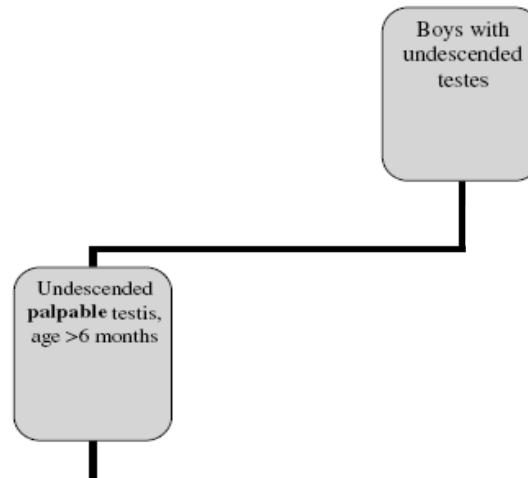 Boys with
undescended
testes
Undescended
palpable testis,
age >6 months